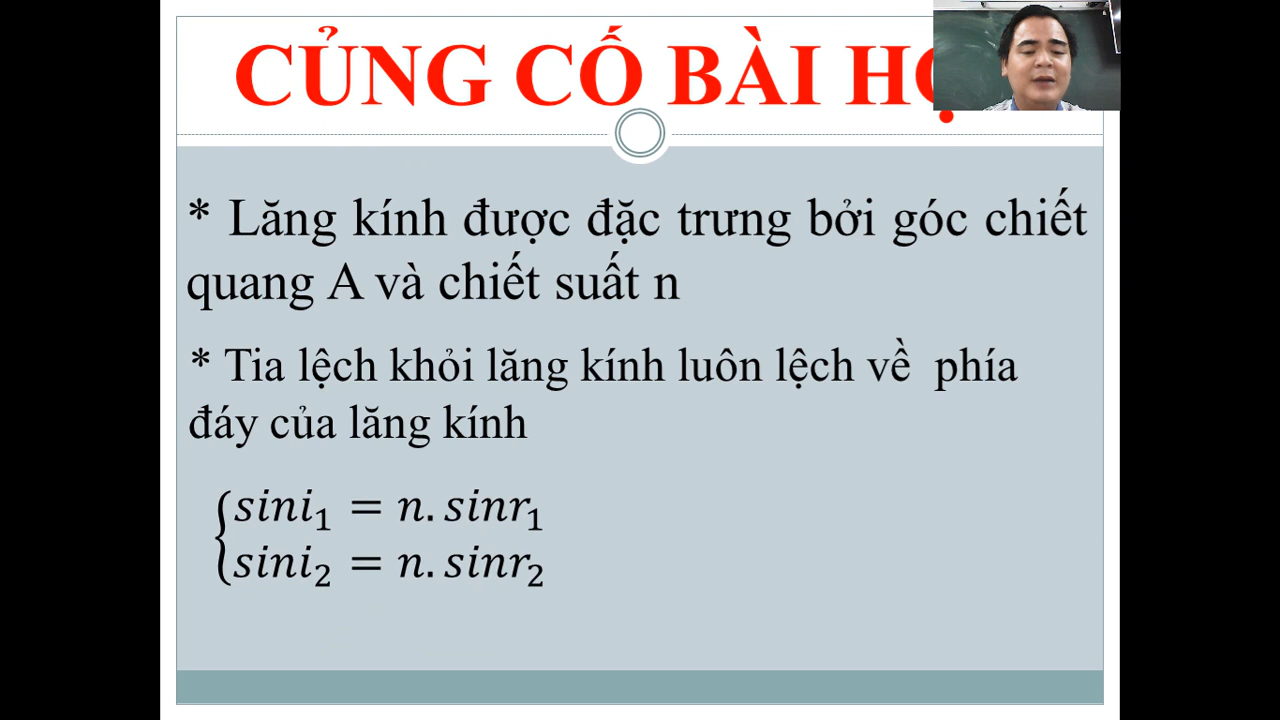 CỦNG CỐ BÀI
* Lăng kính được đặc trưng bởi góc chiết
quang A và chiết suất n
* Tia lệch khỏi lăng kính luôn lệch về phía
đáy của lăng kính
sini₁ = n. sinr₁
sini₂ = n. sinr₂